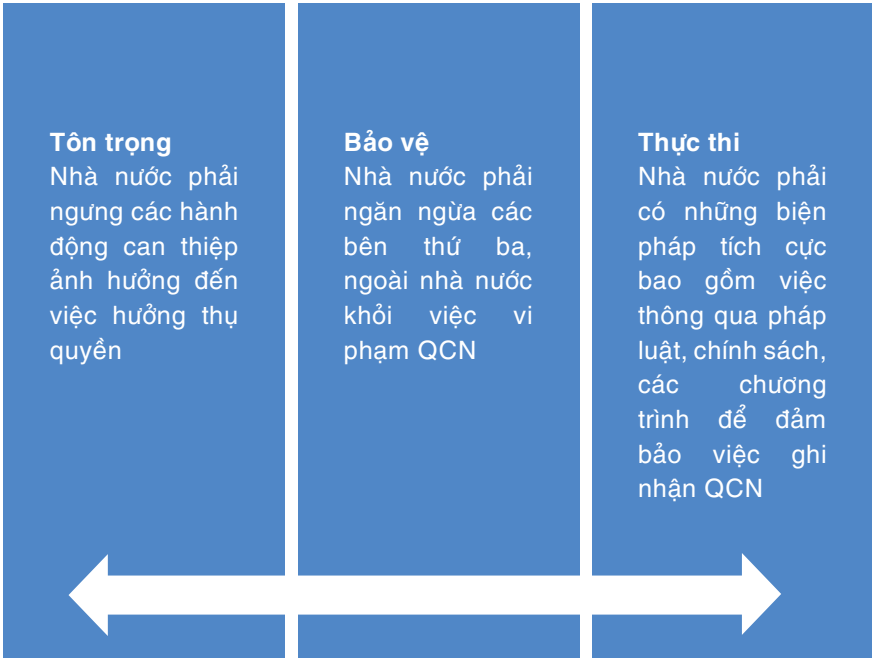 Tôn trọng
Nhà nước phải
ngưng các hành
động can thiệp
ảnh hưởng đến
việc hưởng thụ
quyền
Bảo vệ
Nhà nước phải
ngăn ngừa các
bên thứ ba,
ngoài nhà nước
khỏi việc vi
phạm QCN
Thực thi
Nhà nước phải
có những biện
pháp tích cực
bao gồm việc
thông qua pháp
luật, chính sách,
các chương
trình để đảm
bảo việc ghi
nhận QCN